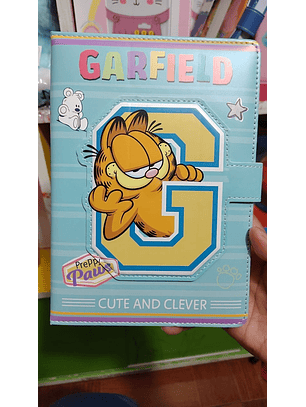 GARFIELD
G
Preppy
Paws
CUTE AND CLEVER